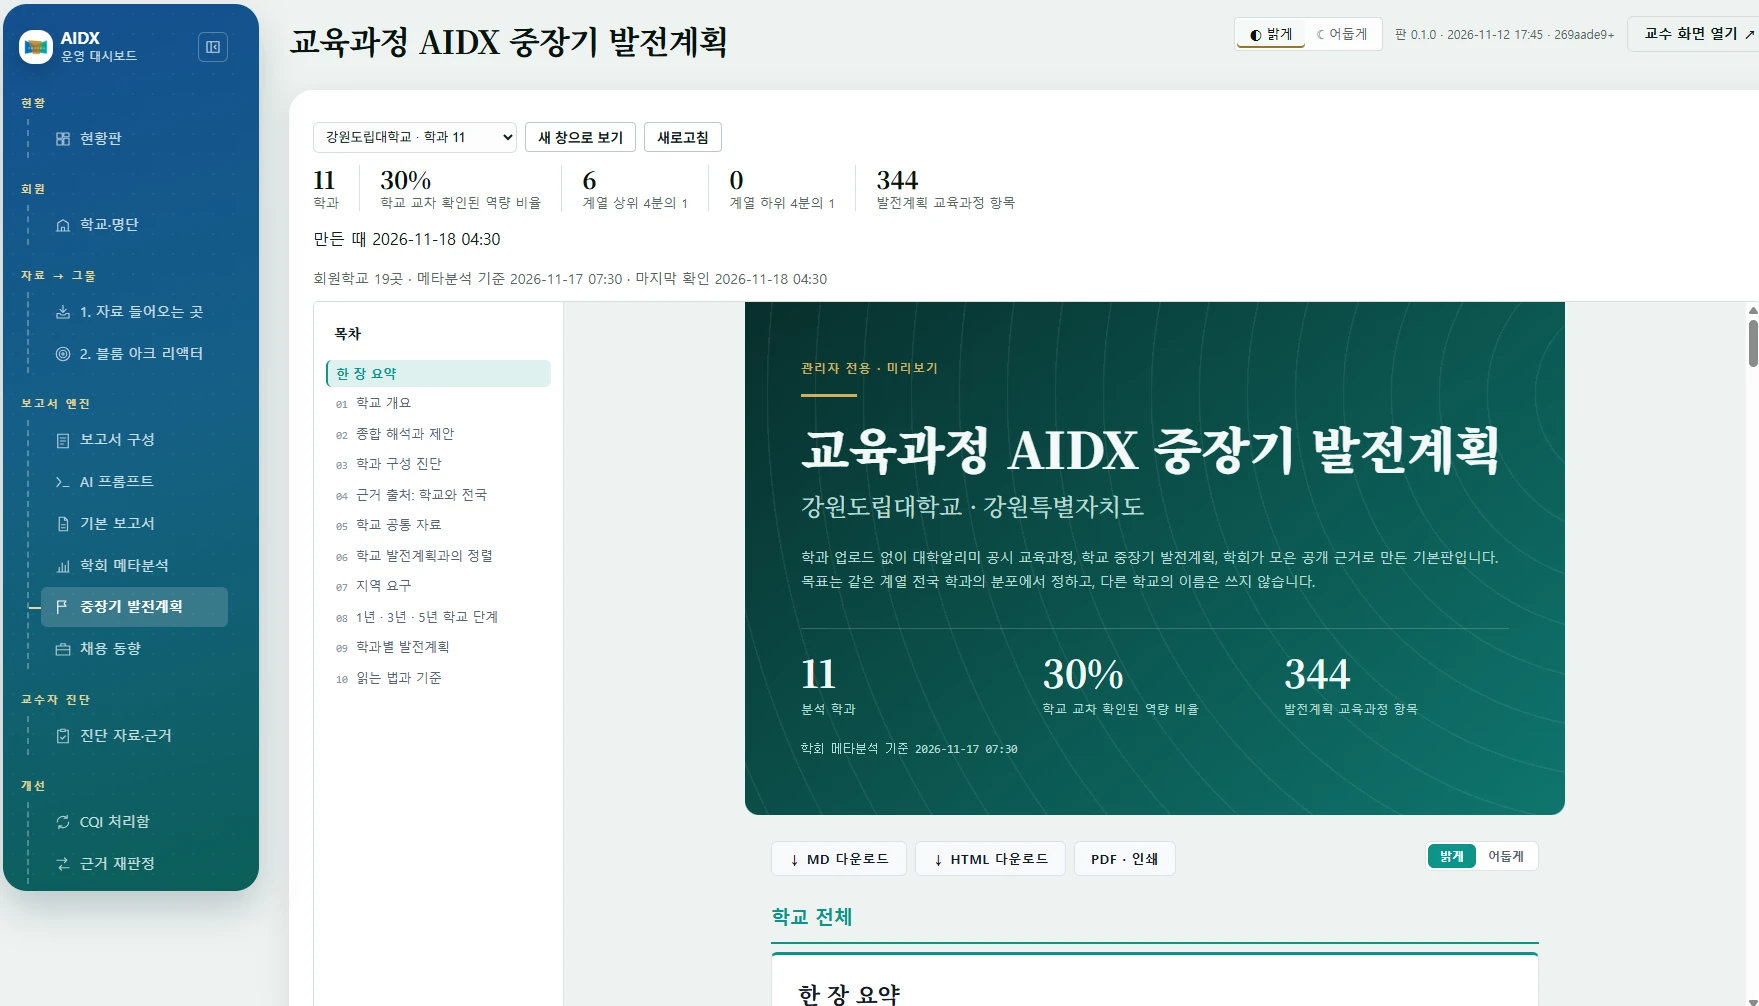 AIDX
운영 대시보드
현황
현황판
회원
학교·명단
자료 → 그물
1. 자료 들어오는 곳
2. 블룸 아크 리액터
보고서 엔진
보고서 구성
AI 프롬프트
기본 보고서
학회 메타분석
중장기 발전계획
채용 동향
교수자 진단
진단 자료·근거
개선
CQI 처리함
근거 재판정
교육과정 AIDX 중장기 발전계획
밝게 어둡게 판 0.1.0 · 2026-11-12 17:45 · 269aade9+ 교수 화면 열기 ↗
강원도립대학교 · 학과 11 새 창으로 보기 새로고침
11 30% 6 0 344
학과 학교 교차 확인된 역량 비율 계열 상위 4분의 1 계열 하위 4분의 1 발전계획 교육과정 항목
만든 때 2026-11-18 04:30
회원학교 19곳 · 메타분석 기준 2026-11-17 07:30 · 마지막 확인 2026-11-18 04:30
목차
한 장 요약
01 학교 개요
02 종합 해석과 제안
03 학과 구성 진단
04 근거 출처: 학교와 전국
05 학교 공통 자료
06 학교 발전계획과의 정렬
07 지역 요구
08 1년 · 3년 · 5년 학교 단계
09 학과별 발전계획
10 읽는 법과 기준
관리자 전용 · 미리보기
교육과정 AIDX 중장기 발전계획
강원도립대학교 · 강원특별자치도
학과 업로드 없이 대학알리미 공시 교육과정, 학교 중장기 발전계획, 학회가 모은 공개 근거로 만든 기본판입니다.
목표는 같은 계열 전국 학과의 분포에서 정하고, 다른 학교의 이름은 쓰지 않습니다.
11 30% 344
분석 학과 학교 교차 확인된 역량 비율 발전계획 교육과정 항목
학회 메타분석 기준 2026-11-17 07:30
↓ MD 다운로드 ↓ HTML 다운로드 PDF · 인쇄 밝게 어둡게
학교 전체
한 장 요약